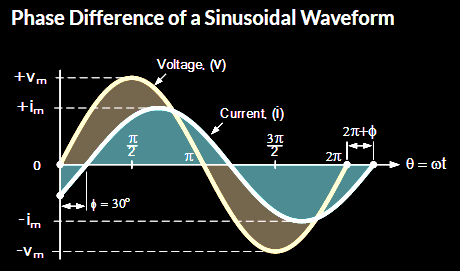 Phase Difference of a Sinusoidal Waveform
Voltage, (V)
+Vm
+im
Current, (i)
π/2
π
3π/2
2π
2π+ϕ
0
θ = ωt
ϕ = 30°
-im
-Vm